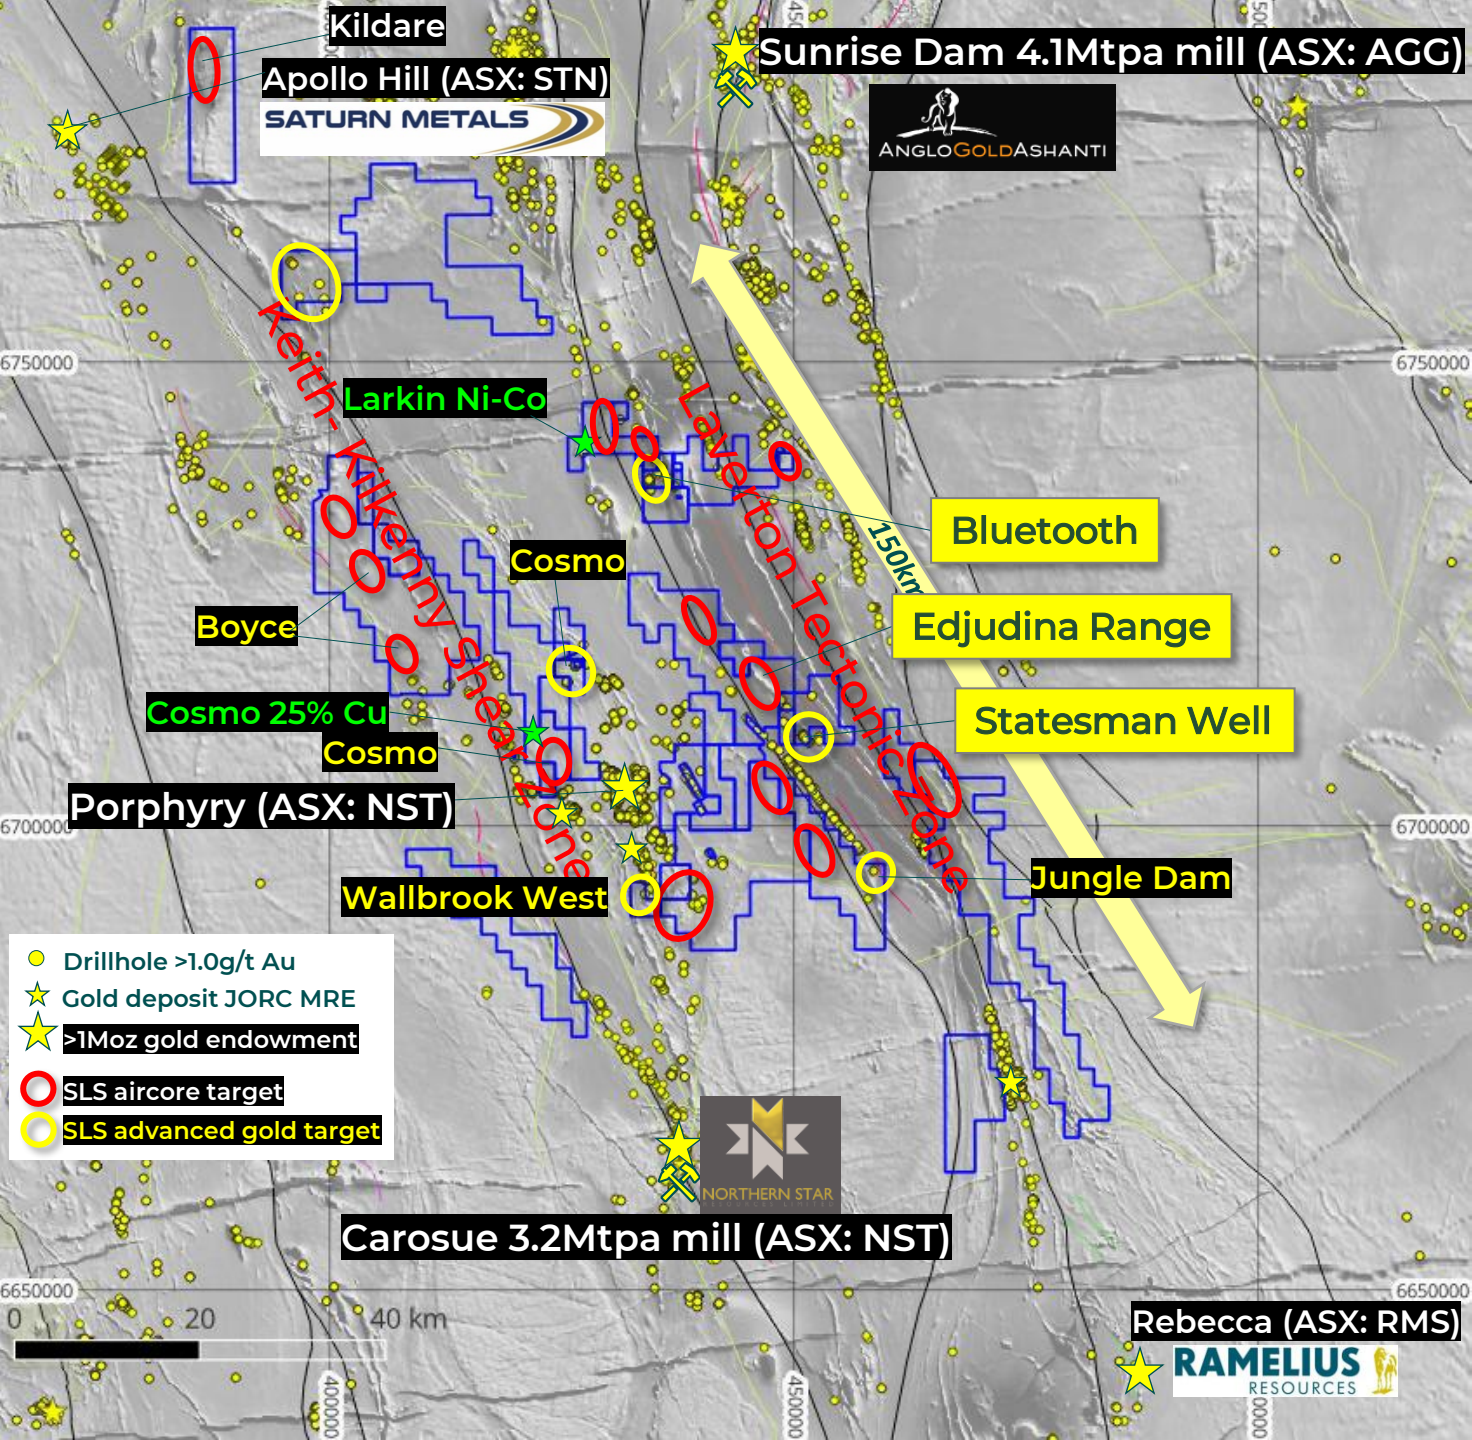 Kildare
450000
Sunrise Dam 4.1Mtpa mill (ASX: AGG)
Apollo Hill (ASX: STN)
SATURN METALS
ANGLOGOLDASHANTI
6750000
6750000
Keith- Kilkenny Shear Zone
Larkin Ni-Co
Laverton Tectonic Zone
Bluetooth
150km
Cosmo
Boyce
Edjudina Range
Cosmo 25% Cu
Statesman Well
Cosmo
Porphyry (ASX: NST)
6700000
6700000
Wallbrook West
Jungle Dam
Drillhole >1.0g/t Au
Gold deposit JORC MRE
>1Moz gold endowment
SLS aircore target
SLS advanced gold target
NORTHERN STAR
Carosue 3.2Mtpa mill (ASX: NST)
6650000
6650000
0 20 40 km
Rebecca (ASX: RMS)
RAMELIUS
RESOURCES
400000
450000